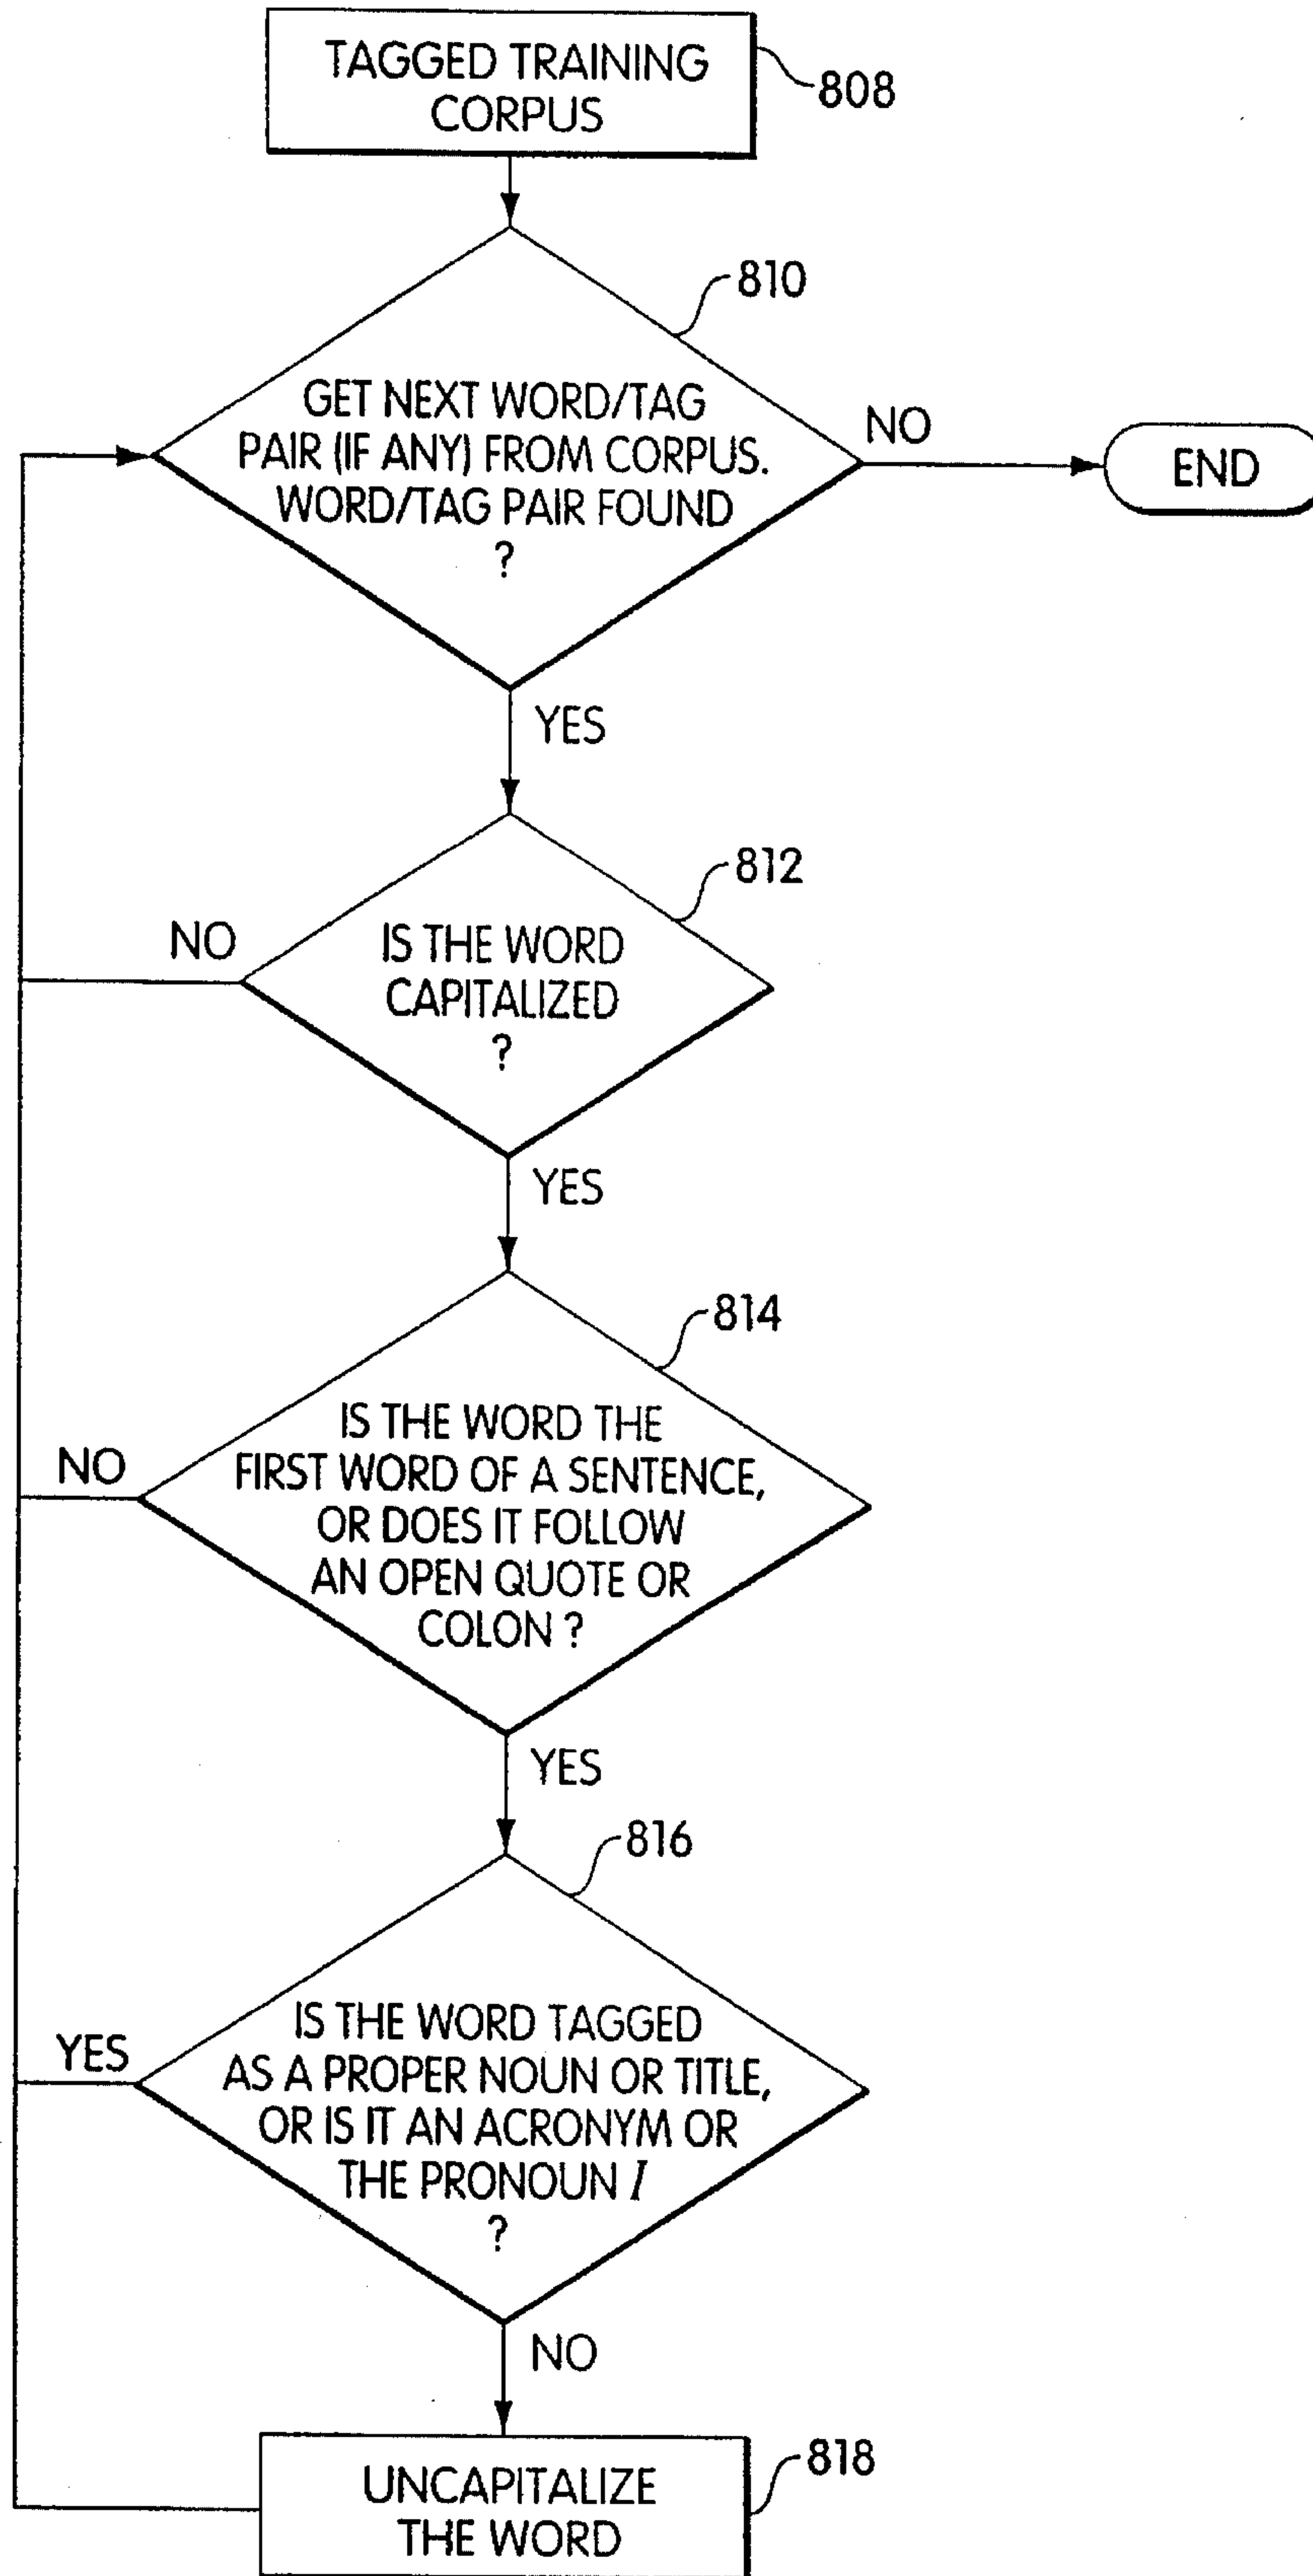 TAGGED TRAINING
CORPUS
808
810
GET NEXT WORD/TAG
PAIR (IF ANY) FROM CORPUS.
WORD/TAG PAIR FOUND
?
NO
END
YES
812
NO
IS THE WORD
CAPITALIZED
?
YES
814
IS THE WORD THE
FIRST WORD OF A SENTENCE,
OR DOES IT FOLLOW
AN OPEN QUOTE OR
COLON ?
NO
YES
816
IS THE WORD TAGGED
AS A PROPER NOUN OR TITLE,
OR IS IT AN ACRONYM OR
THE PRONOUN I
?
YES
NO
818
UNCAPITALIZE
THE WORD